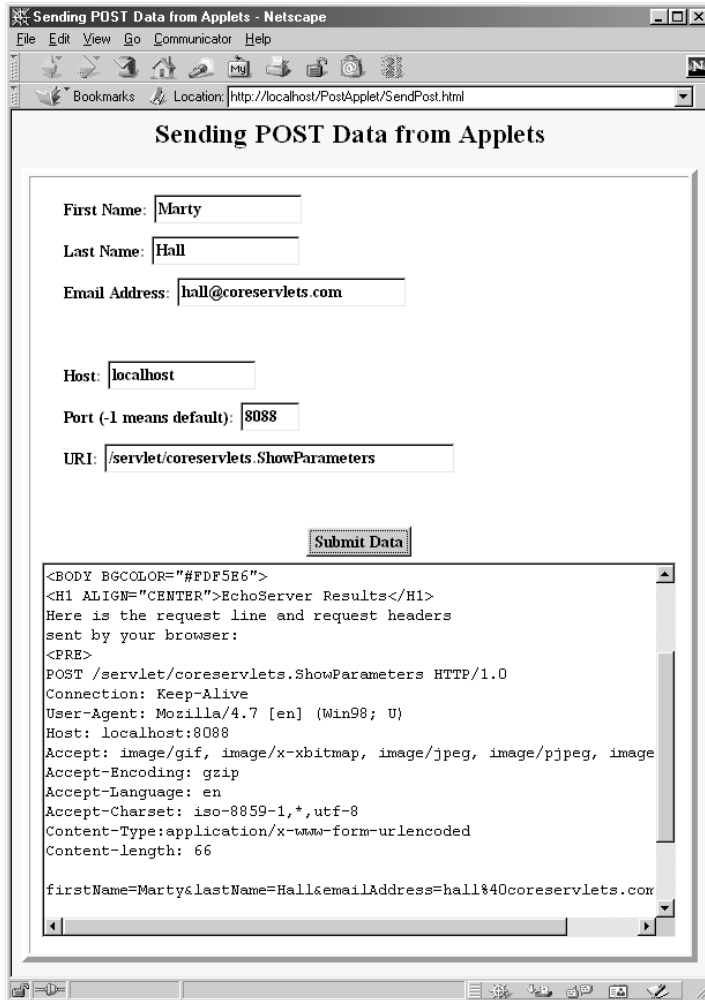 Sending POST Data from Applets - Netscape
File Edit View Go Communicator Help
My
N
Bookmarks Location: http://localhost/PostApplet/SendPost.html
Sending POST Data from Applets
First Name: Marty
Last Name: Hall
Email Address: hall@coreservlets.com
Host: localhost
Port (-1 means default): 8088
URI: /servlet/coreservlets.ShowParameters
Submit Data
<BODY BGCOLOR="#FDF5E6">
<H1 ALIGN="CENTER">EchoServer Results</H1>
Here is the request line and request headers
sent by your browser:
<PRE>
POST /servlet/coreservlets.ShowParameters HTTP/1.0
Connection: Keep-Alive
User-Agent: Mozilla/4.7 [en] (Win98; U)
Host: localhost:8088
Accept: image/gif, image/x-xbitmap, image/jpeg, image/pjpeg, image
Accept-Encoding: gzip
Accept-Language: en
Accept-Charset: iso-8859-1,*,utf-8
Content-Type:application/x-www-form-urlencoded
Content-length: 66
firstName=Marty&lastName=Hall&emailAddress=hall%40coreservlets.com